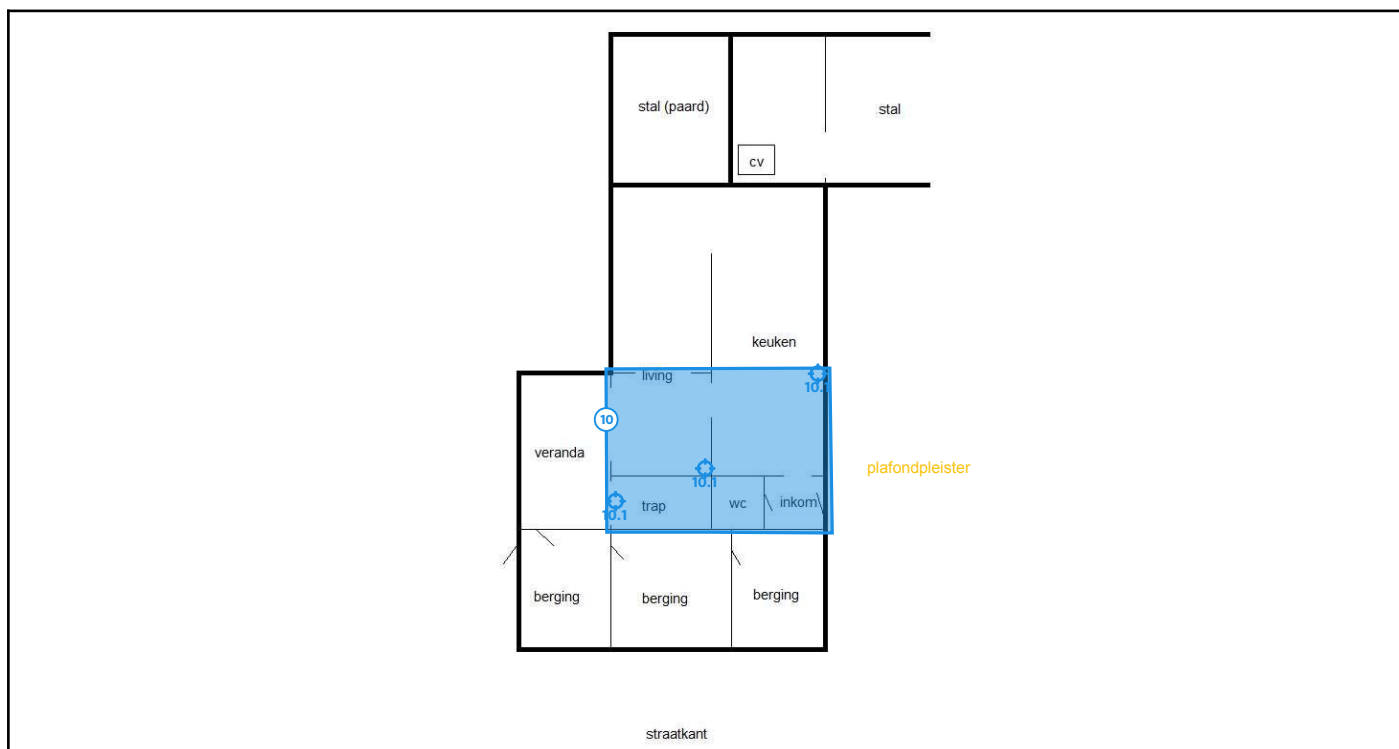 stal (paard)
stal
cv
keuken
living
10.1
10
veranda
plafondpleister
10.1
10.1
trap
wc
inkom
berging
berging
berging
straatkant